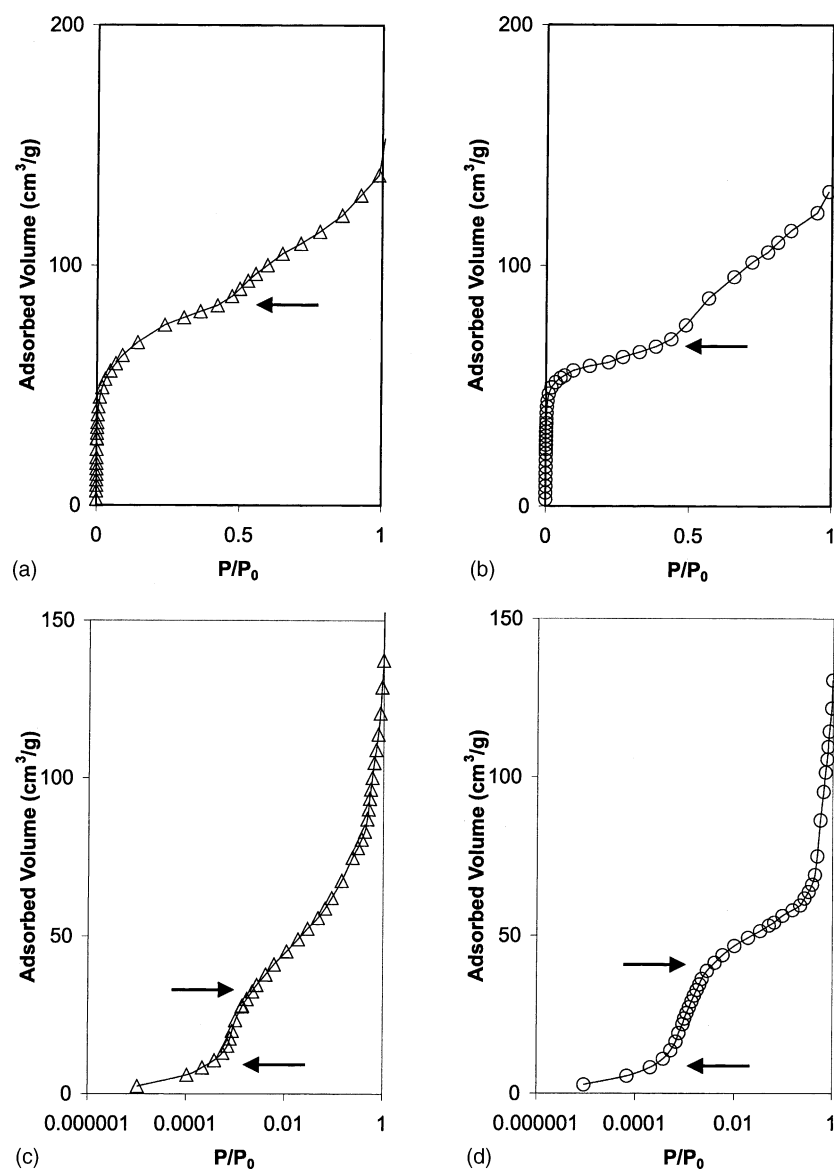 200
100
0
Adsorbed Volume (cm³/g)
0
0.5
1
P/P₀
(a)
200
100
0
Adsorbed Volume (cm³/g)
0
0.5
1
P/P₀
(b)
150
100
50
0
Adsorbed Volume (cm³/g)
0.000001
0.0001
0.01
1
P/P₀
(c)
150
100
50
0
Adsorbed Volume (cm³/g)
0.000001
0.0001
0.01
1
P/P₀
(d)